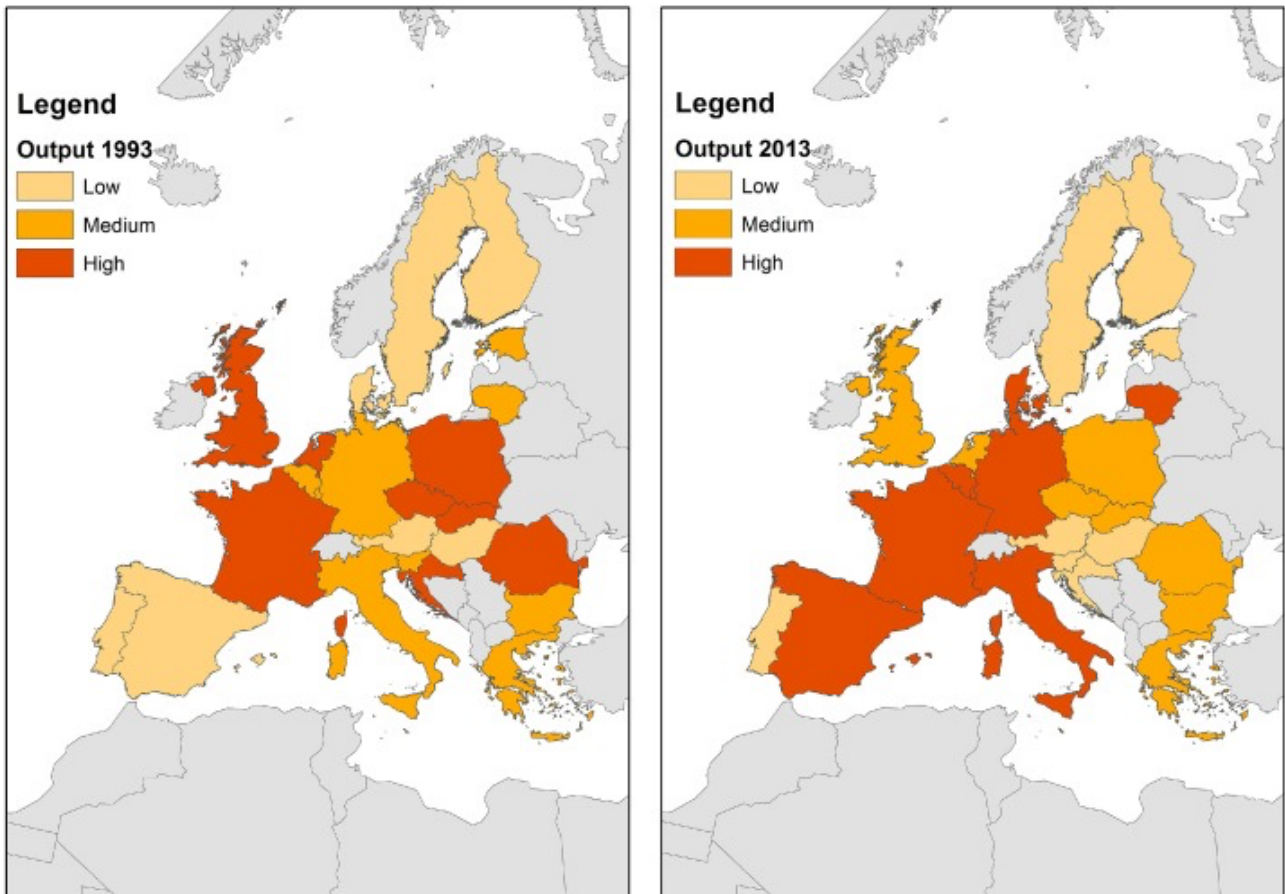 Legend
Output 1993
Low
Medium
High
Legend
Output 2013
Low
Medium
High